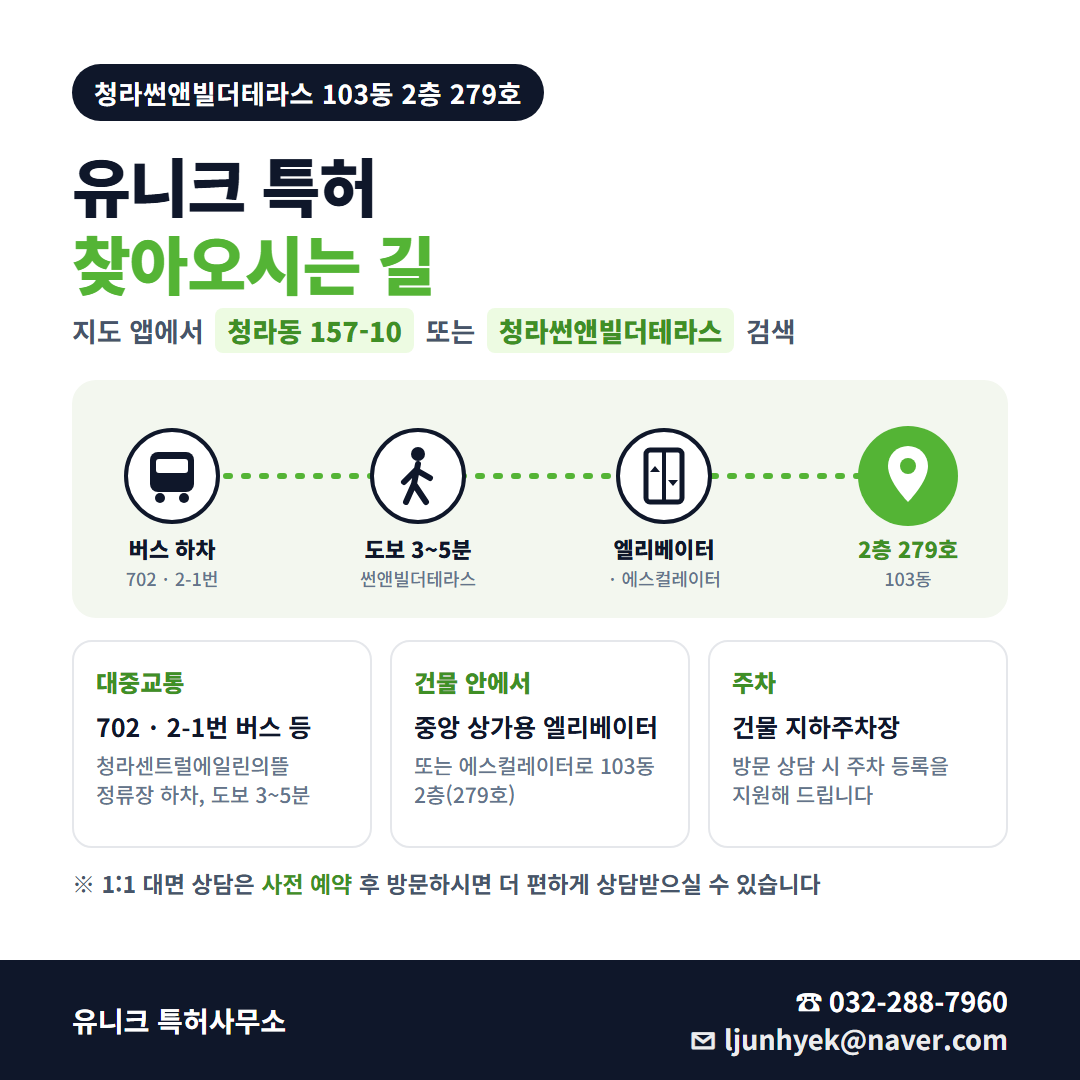 청라썬앤빌더테라스 103동 2층 279호
유니크 특허
찾아오시는 길
지도 앱에서 청라동 157-10 또는 청라썬앤빌더테라스 검색
버스 하차
702 · 2-1번
도보 3~5분
썬앤빌더테라스
엘리베이터
· 에스컬레이터
2층 279호
103동
대중교통
702 · 2-1번 버스 등
청라센트럴에일린의뜰
정류장 하차, 도보 3~5분
건물 안에서
중앙 상가용 엘리베이터
또는 에스컬레이터로 103동
2층(279호)
주차
건물 지하주차장
방문 상담 시 주차 등록을
지원해 드립니다
※ 1:1 대면 상담은 사전 예약 후 방문하시면 더 편하게 상담받으실 수 있습니다
유니크 특허사무소
☎ 032-288-7960
✉ ljunhyek@naver.com